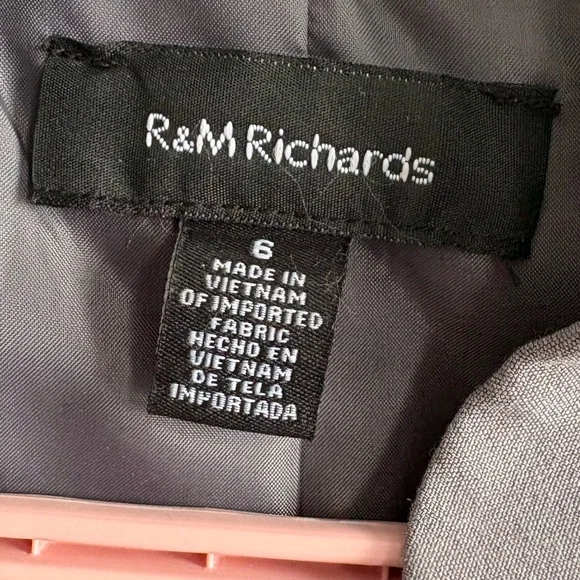 R&M Richards
6
MADE IN
VIETNAM
OF IMPORTED
FABRIC
HECHO EN
VIETNAM
DE TELA
IMPORTADA